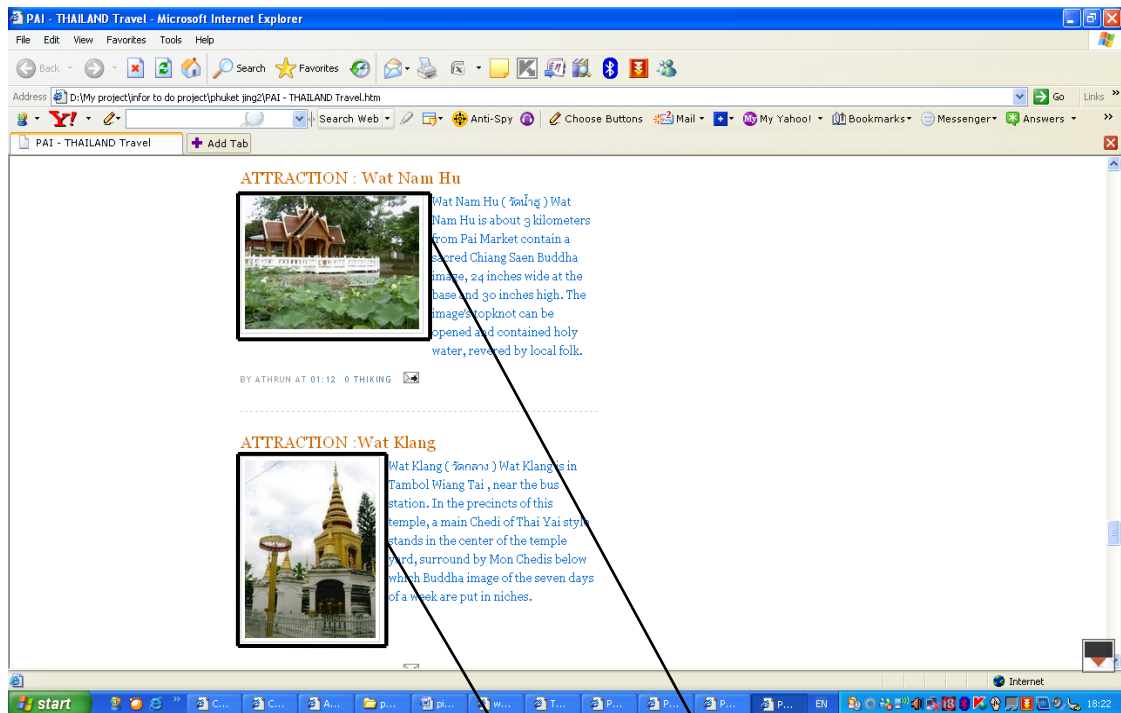 PAI - THAILAND Travel - Microsoft Internet Explorer
File Edit View Favorites Tools Help
Back Search Favorites
Address D:\My project\infor to do project\phuket jing2\PAI - THAILAND Travel.htm Go Links »
Y! Search Web Anti-Spy Choose Buttons Mail My Yahoo! Bookmarks Messenger Answers »
PAI - THAILAND Travel Add Tab
ATTRACTION : Wat Nam Hu
Wat Nam Hu ( วัดน้ำฮู ) Wat
Nam Hu is about 3 kilometers
from Pai Market contain a
sacred Chiang Saen Buddha
image, 24 inches wide at the
base and 30 inches high. The
image's topknot can be
opened and contained holy
water, revered by local folk.
BY ATHRUN AT 01:12 0 THIKING
ATTRACTION :Wat Klang
Wat Klang ( วัดกลาง ) Wat Klang is in
Tambol Wiang Tai , near the bus
station. In the precincts of this
temple, a main Chedi of Thai Yai style
stands in the center of the temple
yard, surround by Mon Chedis below
which Buddha image of the seven days
of a week are put in niches.
Internet
start » C... C... A... p... pi... w... T... P... P... P... P... EN 18:22